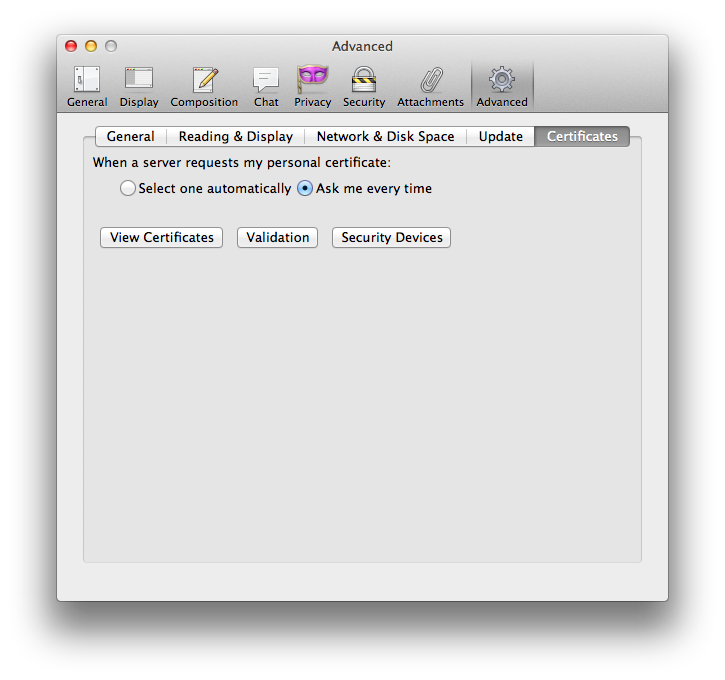 Advanced
General Display Composition Chat Privacy Security Attachments Advanced
General Reading & Display Network & Disk Space Update Certificates
When a server requests my personal certificate:
Select one automatically Ask me every time
View Certificates Validation Security Devices